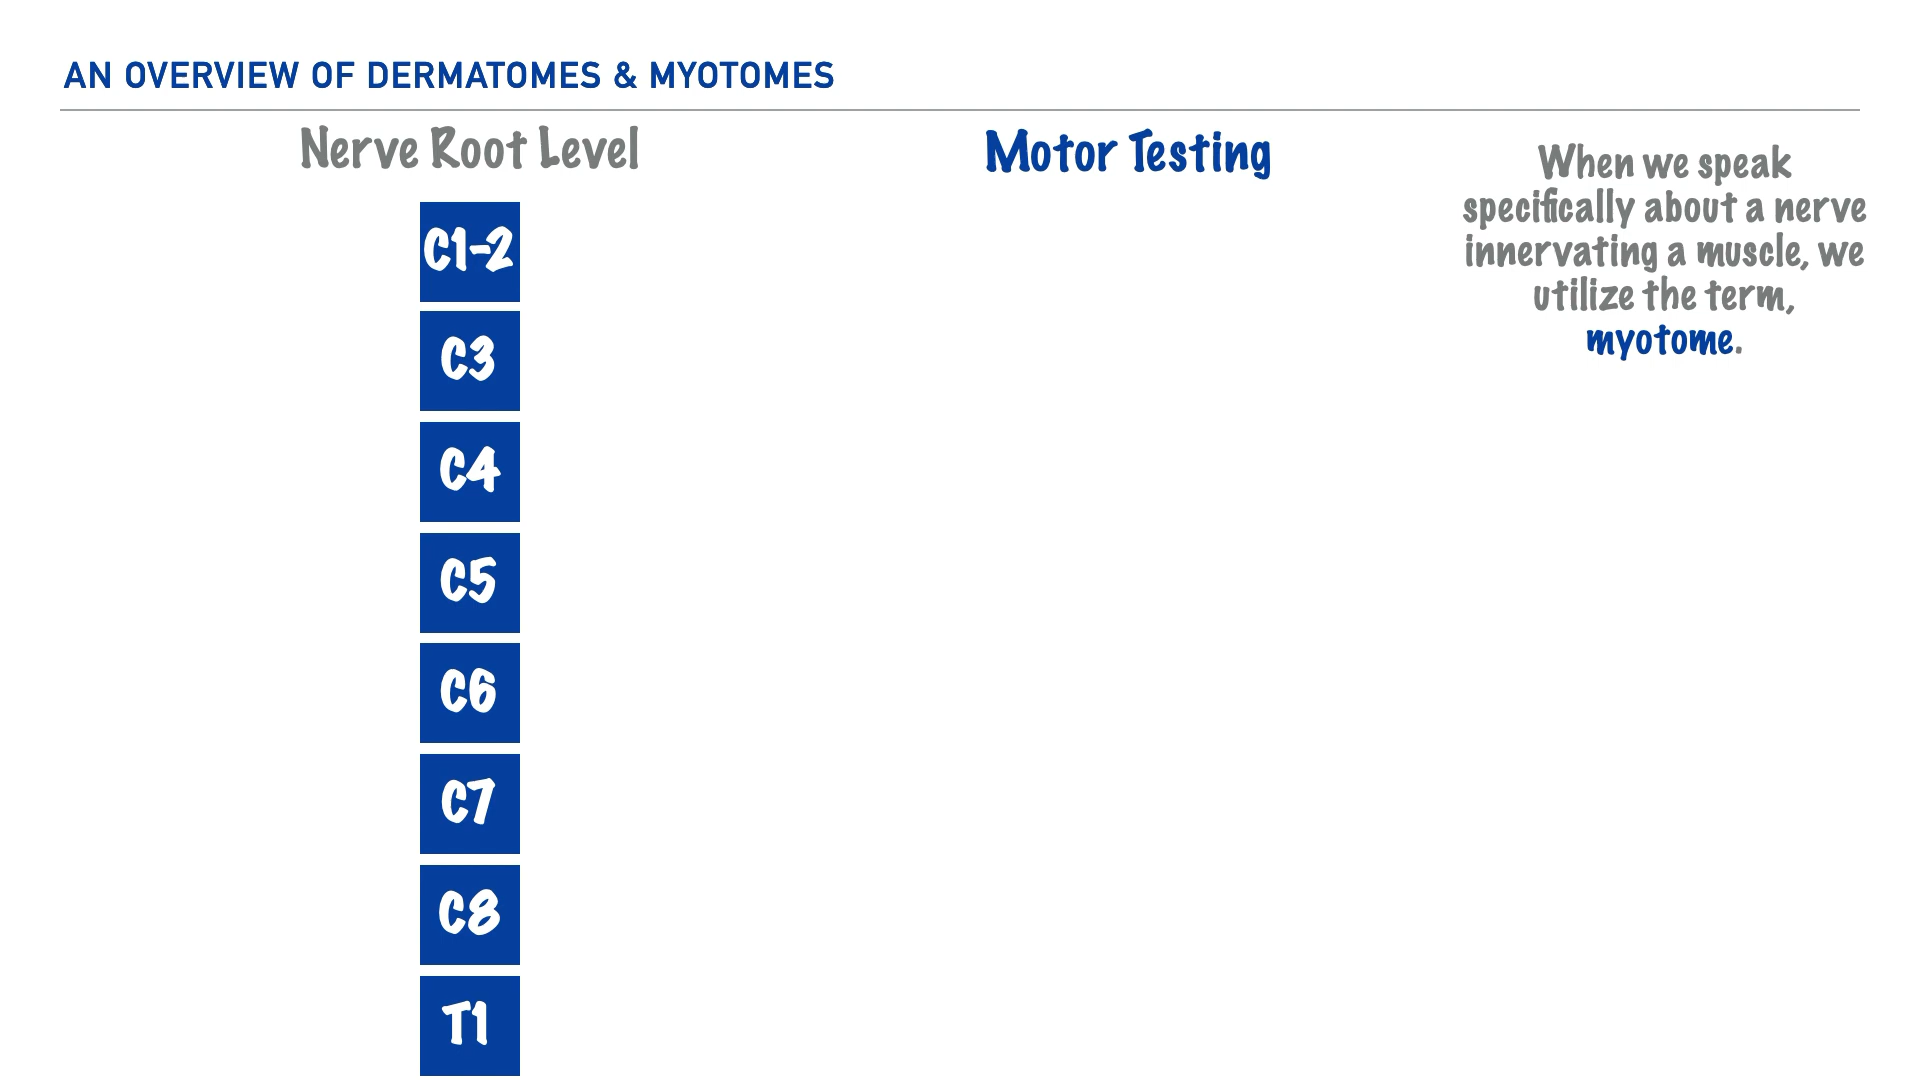 AN OVERVIEW OF DERMATOMES & MYOTOMES
Nerve Root Level
Motor Testing
C1-2
C3
C4
C5
C6
C7
C8
T1
When we speak
specifically about a nerve
innervating a muscle, we
utilize the term,
myotome.